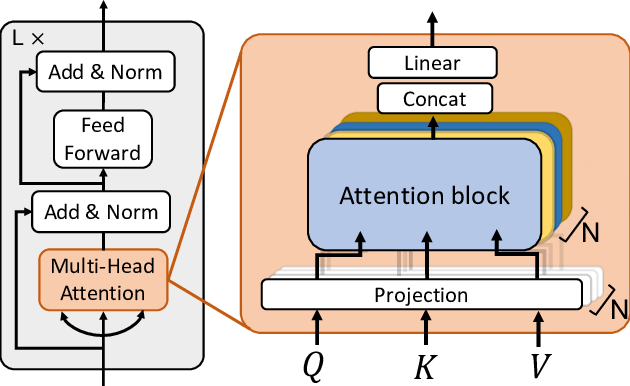 L ×
Add & Norm
Feed
Forward
Add & Norm
Multi-Head
Attention
Linear
Concat
Attention block
N
Projection
N
Q K V